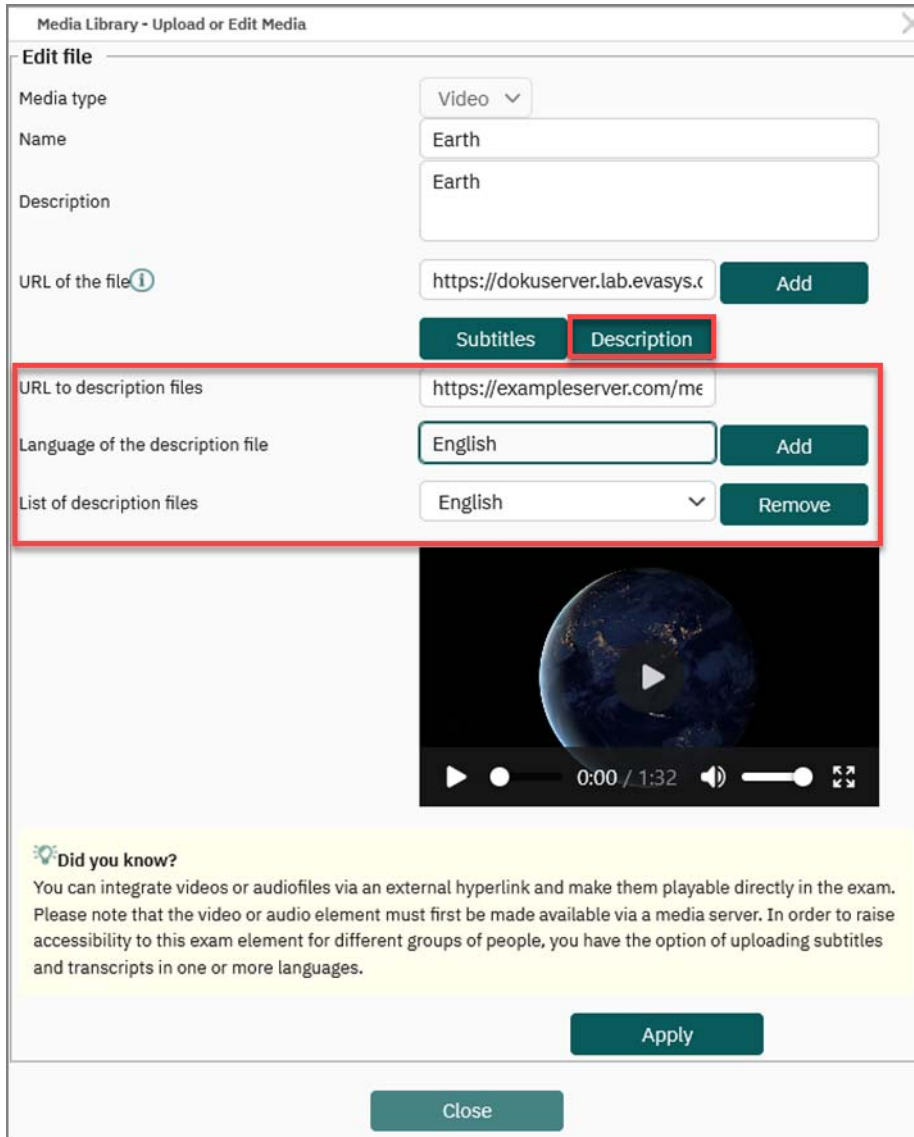 Media Library - Upload or Edit Media
Edit file
Media type
Video
Name
Earth
Description
Earth
URL of the file
https://dokuserver.lab.evasys.c
Add
Subtitles
Description
URL to description files
https://exampleserver.com/me
Language of the description file
English
Add
List of description files
English
Remove
0:00 / 1:32
Did you know?
You can integrate videos or audiofiles via an external hyperlink and make them playable directly in the exam.
Please note that the video or audio element must first be made available via a media server. In order to raise
accessibility to this exam element for different groups of people, you have the option of uploading subtitles
and transcripts in one or more languages.
Apply
Close